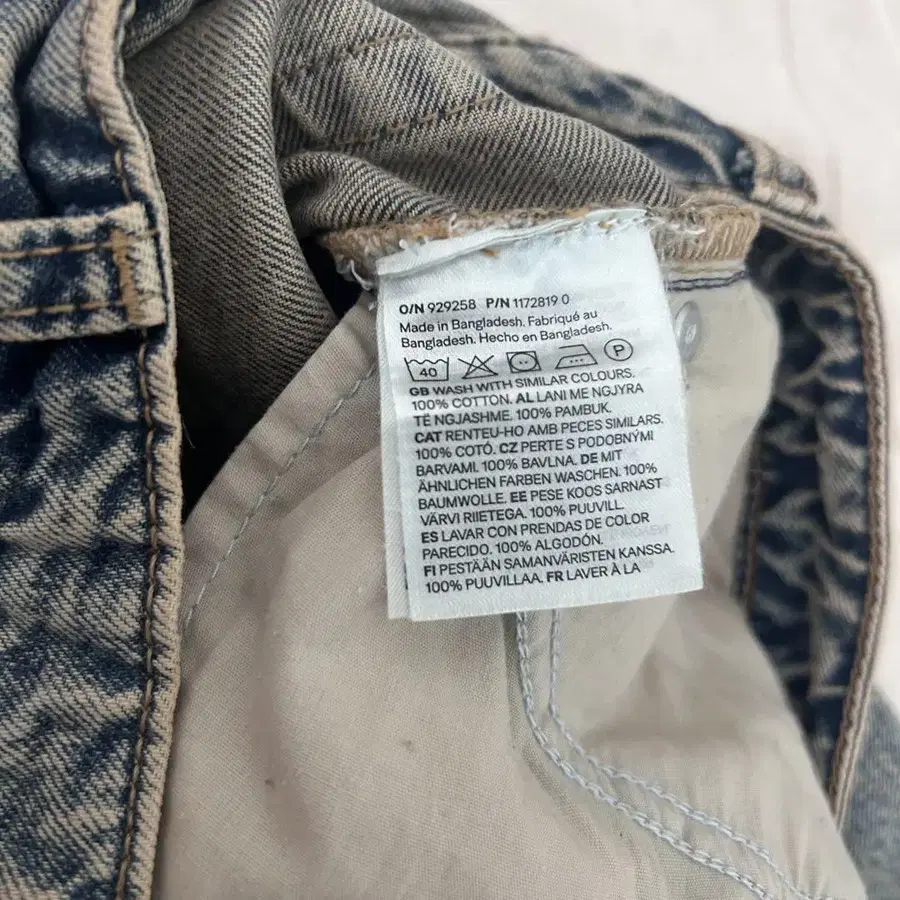 O/N 929258 P/N 1172819 0
Made in Bangladesh. Fabriqué au
Bangladesh. Hecho en Bangladesh.
40 P
GB WASH WITH SIMILAR COLOURS.
100% COTTON. AL LANI ME NGJYRA
TË NGJASHME. 100% PAMBUK.
CAT RENTEU-HO AMB PECES SIMILARS.
100% COTÓ. CZ PERTE S PODOBNÝMI
BARVAMI. 100% BAVLNA. DE MIT
ÄHNLICHEN FARBEN WASCHEN. 100%
BAUMWOLLE. EE PESE KOOS SARNAST
VÄRVI RIIETEGA. 100% PUUVILL.
ES LAVAR CON PRENDAS DE COLOR
PARECIDO. 100% ALGODÓN.
FI PESTÄÄN SAMANVÄRISTEN KANSSA.
100% PUUVILLAA. FR LAVER À LA